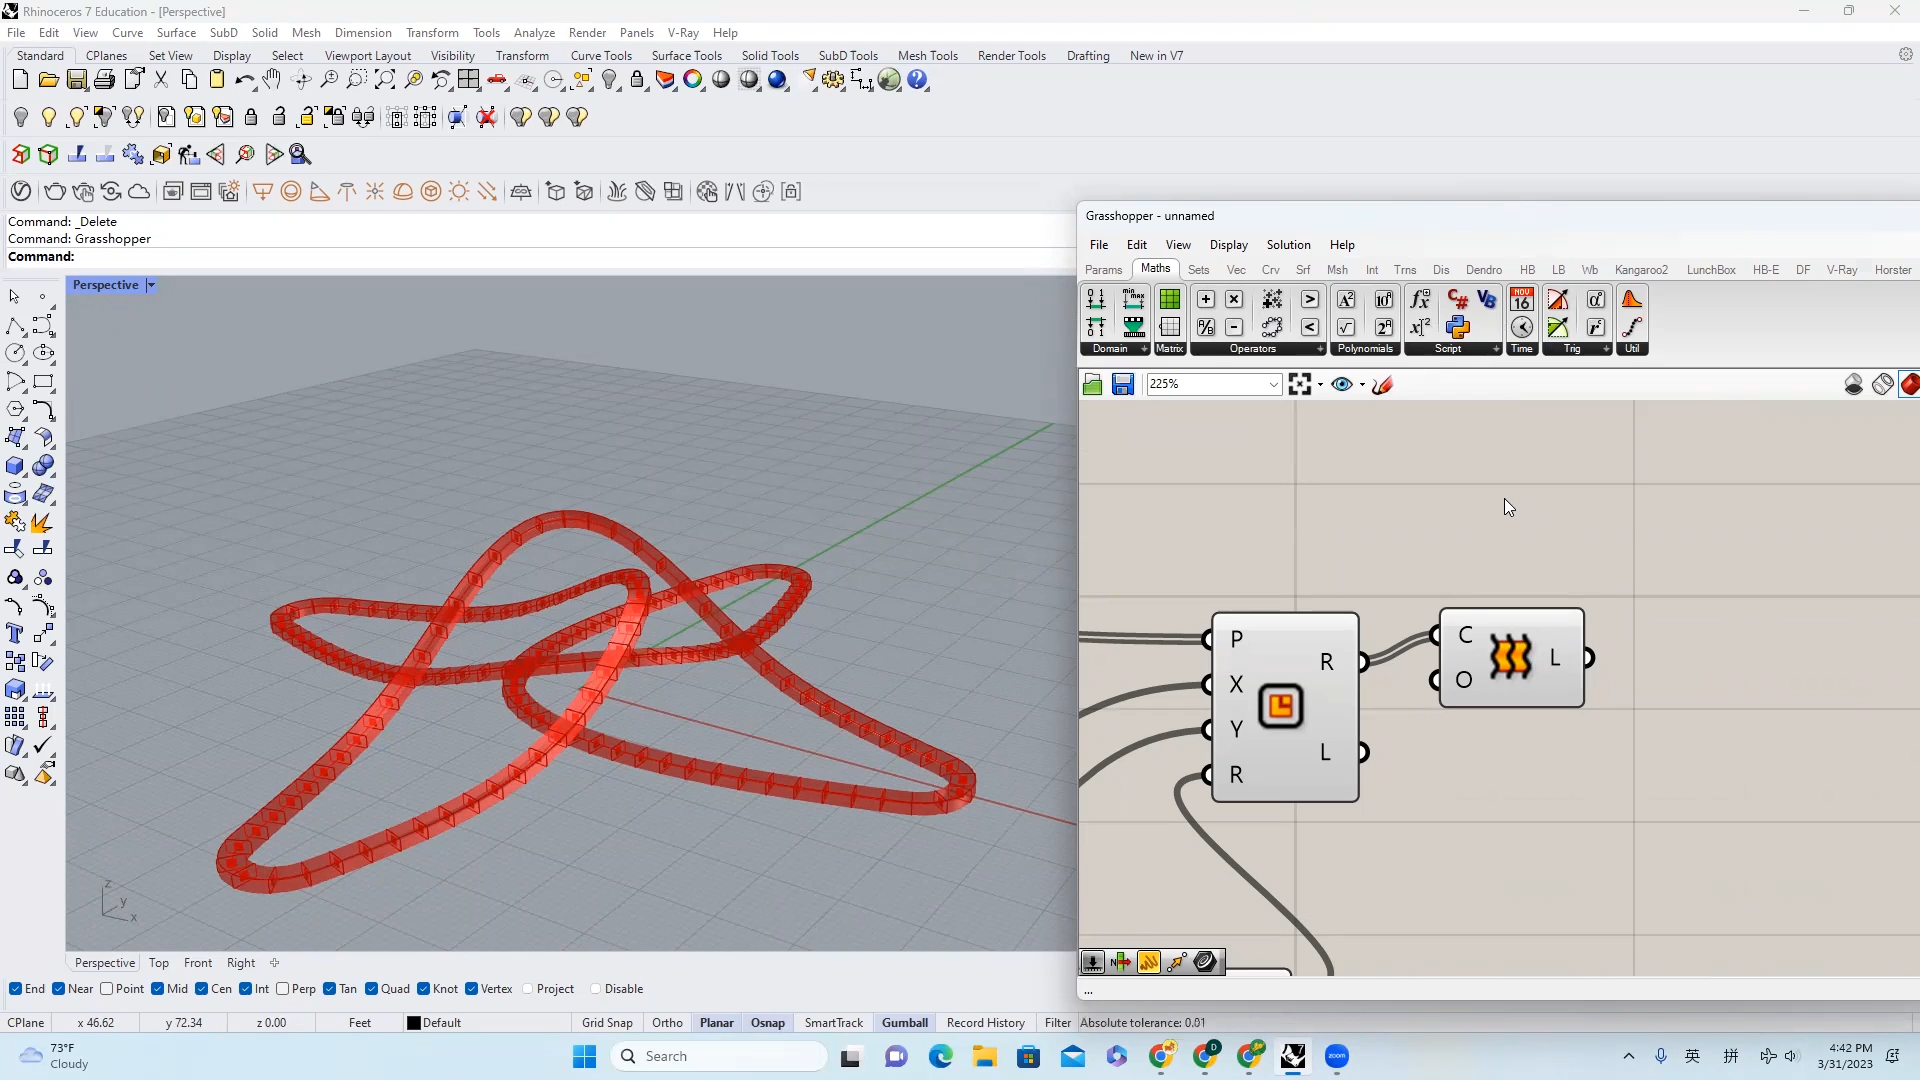 Rhinoceros 7 Education - [Perspective]
File Edit View Curve Surface SubD Solid Mesh Dimension Transform Tools Analyze Render Panels V-Ray Help
Standard CPlanes Set View Display Select Viewport Layout Visibility Transform Curve Tools Surface Tools Solid Tools SubD Tools Mesh Tools Render Tools Drafting New in V7
Command: _Delete
Command: Grasshopper
Command:
Perspective
Grasshopper - unnamed
File Edit View Display Solution Help
Params Maths Sets Vec Crv Srf Msh Int Trns Dis Dendro HB LB Wb Kangaroo2 LunchBox HB-E DF V-Ray Horster
Domain Matrix Operators Polynomials Script Time Trig Util
225%
P X Y R R L
C O L
z y x
...
Perspective Top Front Right
End Near Point Mid Cen Int Perp Tan Quad Knot Vertex Project Disable
CPlane x 46.62 y 72.34 z 0.00 Feet Default Grid Snap Ortho Planar Osnap SmartTrack Gumball Record History Filter Absolute tolerance: 0.01
73°F
Cloudy
Search
zoom
英 拼
4:42 PM
3/31/2023